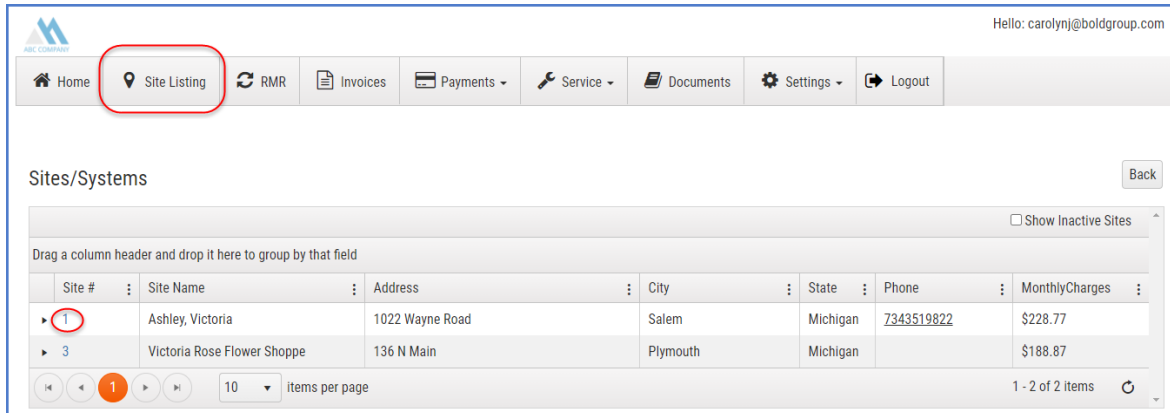 Hello: carolynj@boldgroup.com
ABC COMPANY
Home Site Listing RMR Invoices Payments Service Documents Settings Logout
Sites/Systems
Back
Show Inactive Sites
Drag a column header and drop it here to group by that field
Site # Site Name Address City State Phone MonthlyCharges
1 Ashley, Victoria 1022 Wayne Road Salem Michigan 7343519822 $228.77
3 Victoria Rose Flower Shoppe 136 N Main Plymouth Michigan $188.87
1 10 items per page 1 - 2 of 2 items